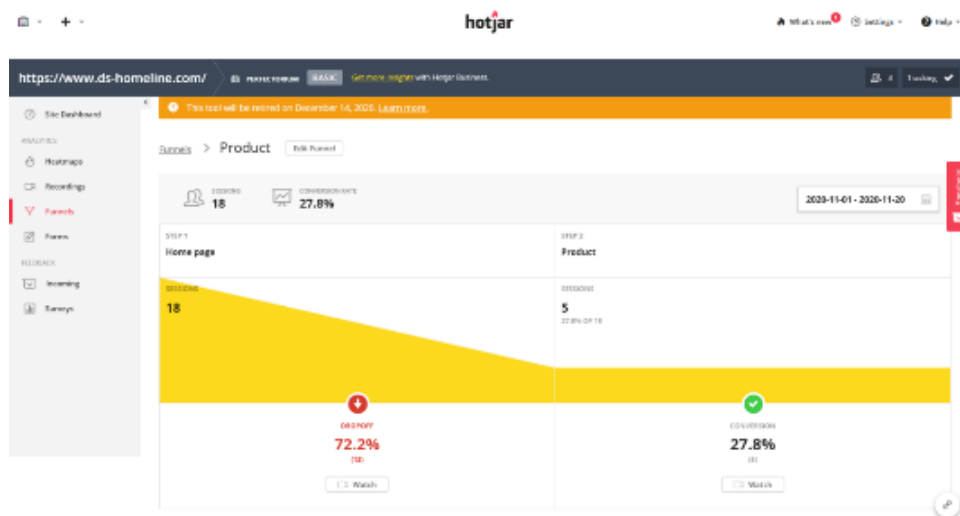 hotjar
What's new
Settings
Help
https://www.ds-homeline.com/
BASIC
Get more insights with Hotjar Business.
Tracking
This tool will be retired on December 14, 2020. Learn more.
Site Dashboard
ANALYTICS
Heatmaps
Recordings
Funnels
Forms
FEEDBACK
Incoming
Surveys
Funnels > Product
Edit Funnel
SESSIONS
18
CONVERSION RATE
27.8%
2020-11-01 - 2020-11-20
STEP 1
Home page
STEP 2
Product
SESSIONS
18
SESSIONS
5
27.8% OF 18
DROPOFF
72.2%
(13)
Watch
CONVERSION
27.8%
(5)
Watch